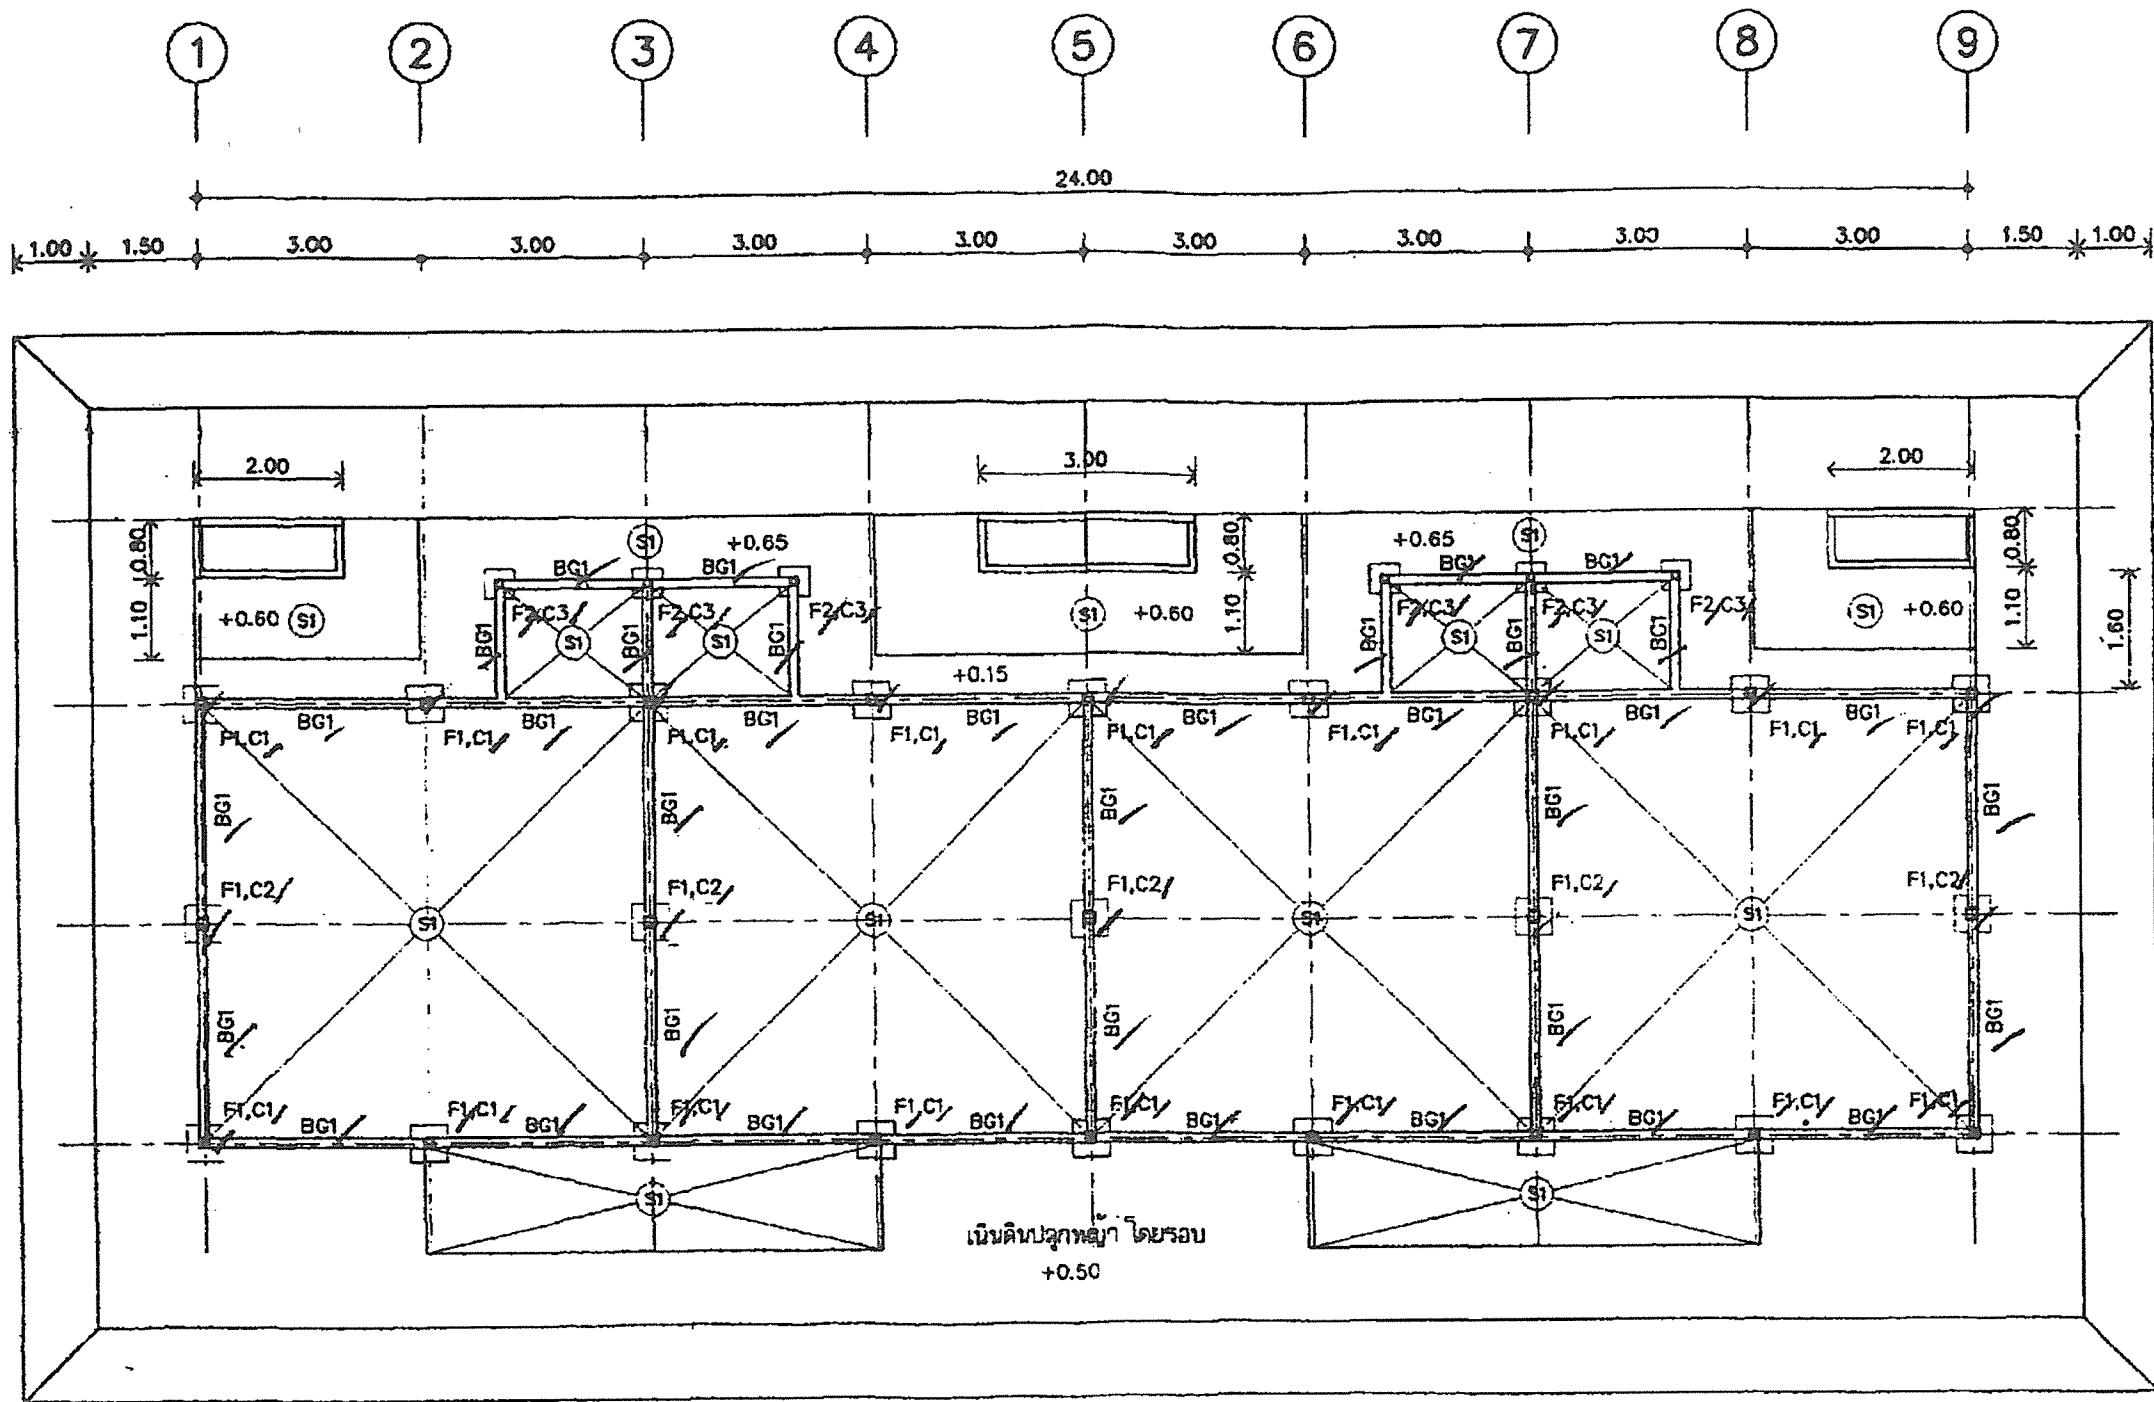 1 2 3 4 5 6 7 8 9
24.00
1.00 1.50 3.00 3.00 3.00 3.00 3.00 3.00 3.00 3.00 1.50 1.00
2.00 3.00 2.00
0.80 S1 +0.65 0.80 +0.65 S1 0.80
BG1 BG1 BG1 BG1
1.10 +0.60 S1 F2,C3 F2,C3 F2,C3 S1 +0.60 1.10 F2,C3 F2,C3 F2,C3 S1 +0.60 1.10 1.60
BG1 S1 BG1 S1 BG1 BG1 S1 BG1 S1 BG1
+0.15
BG1 BG1 BG1 BG1 BG1 BG1 BG1 BG1
F1,C1 F1,C1 F1,C1 F1,C1 F1,C1 F1,C1 F1,C1 F1,C1 F1,C1
BG1 BG1 BG1 BG1 BG1
F1,C2 F1,C2 F1,C2 F1,C2 F1,C2
S1 S1 S1 S1
BG1 BG1 BG1 BG1 BG1
F1,C1 F1,C1 F1,C1 F1,C1 F1,C1 F1,C1 F1,C1 F1,C1 F1,C1
BG1 BG1 BG1 BG1 BG1 BG1 BG1 BG1
S1 S1
เนินดินปลูกหญ้า โดยรอบ
+0.50